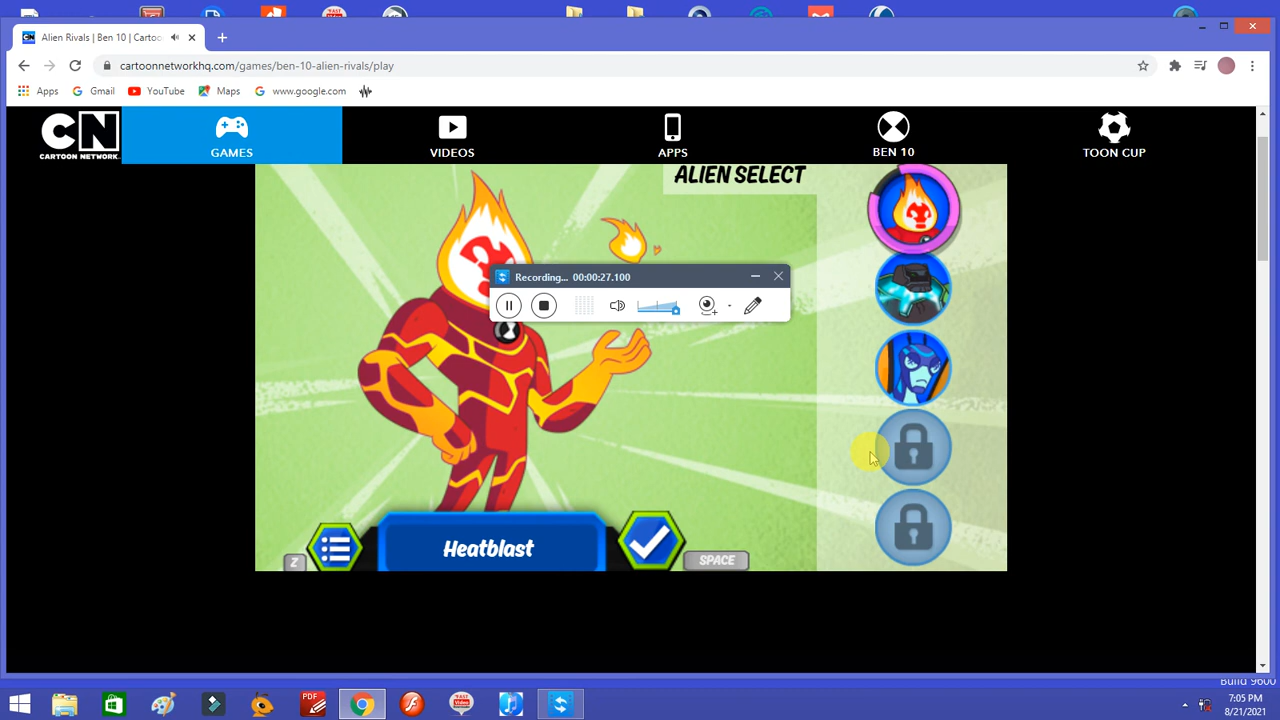 Alien Rivals | Ben 10 | Cartoo
cartoonnetworkhq.com/games/ben-10-alien-rivals/play
Apps Gmail YouTube Maps www.google.com
CN
CARTOON NETWORK
GAMES VIDEOS APPS BEN 10 TOON CUP
ALIEN SELECT
Recording... 00:00:27.100
Heatblast
Z SPACE
Build 9600
PDF
7:05 PM
8/21/2021